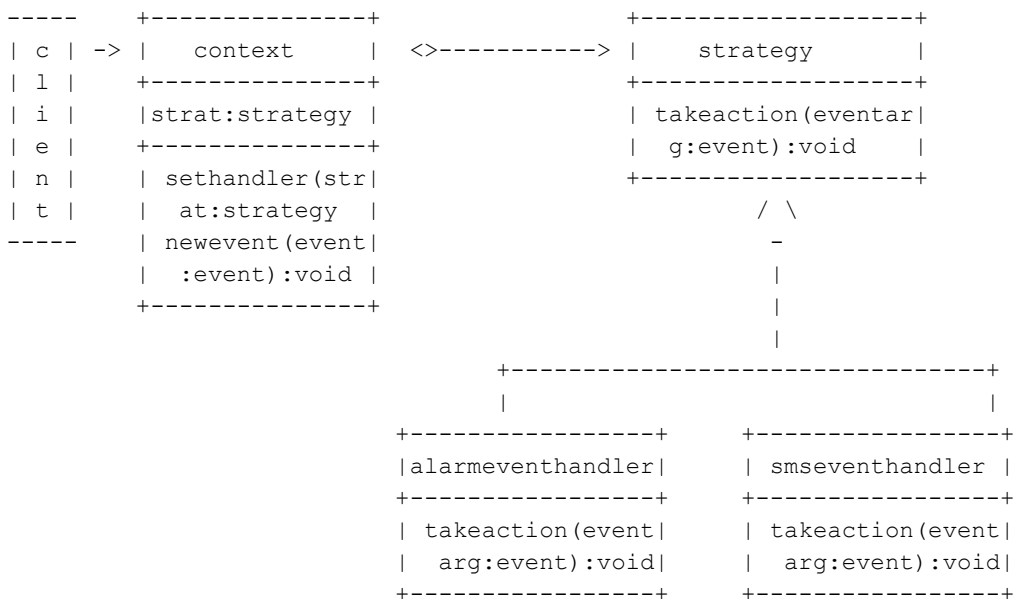 client
context
strat:strategy
sethandler(str
at:strategy
newevent(event
:event):void
strategy
takeaction(eventar
g:event):void
alarmeventhandler
takeaction(event
arg:event):void
smseventhandler
takeaction(event
arg:event):void